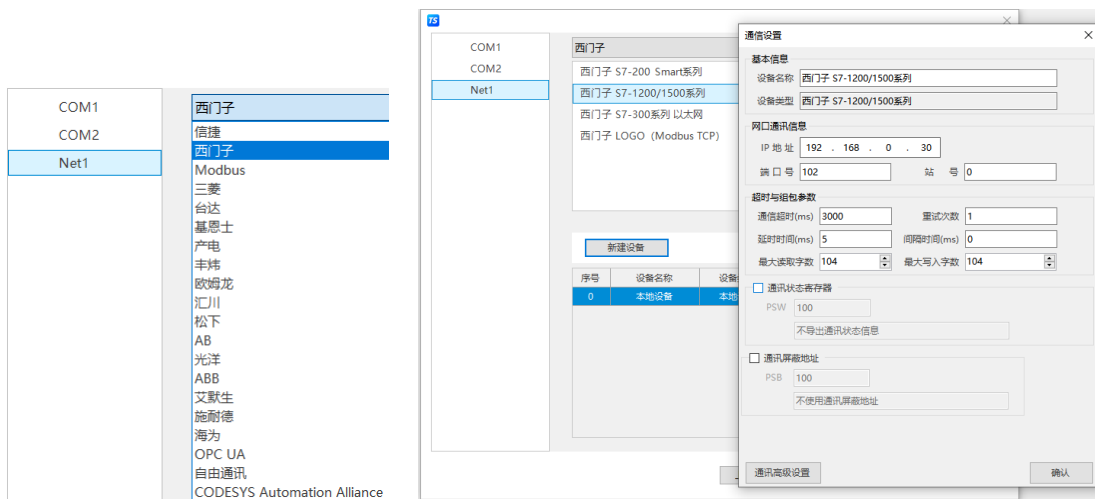 COM1
COM2
Net1
西门子
信捷
西门子
Modbus
三菱
台达
基恩士
产电
丰炜
欧姆龙
汇川
松下
AB
光洋
ABB
艾默生
施耐德
海为
OPC UA
自由通讯
CODESYS Automation Alliance
TS
COM1
COM2
Net1
西门子
西门子 S7-200 Smart系列
西门子 S7-1200/1500系列
西门子 S7-300系列 以太网
西门子 LOGO（Modbus TCP）
新建设备
序号 设备名称 设备
0 本地设备 本地
通信设置
基本信息
设备名称 西门子 S7-1200/1500系列
设备类型 西门子 S7-1200/1500系列
网口通讯信息
IP 地 址 192 . 168 . 0 . 30
端 口 号 102 站 号 0
超时与组包参数
通信超时(ms) 3000 重试次数 1
延时时间(ms) 5 间隔时间(ms) 0
最大读取字数 104 最大写入字数 104
通讯状态寄存器
PSW 100
不导出通讯状态信息
通讯屏蔽地址
PSB 100
不使用通讯屏蔽地址
通讯高级设置 确认